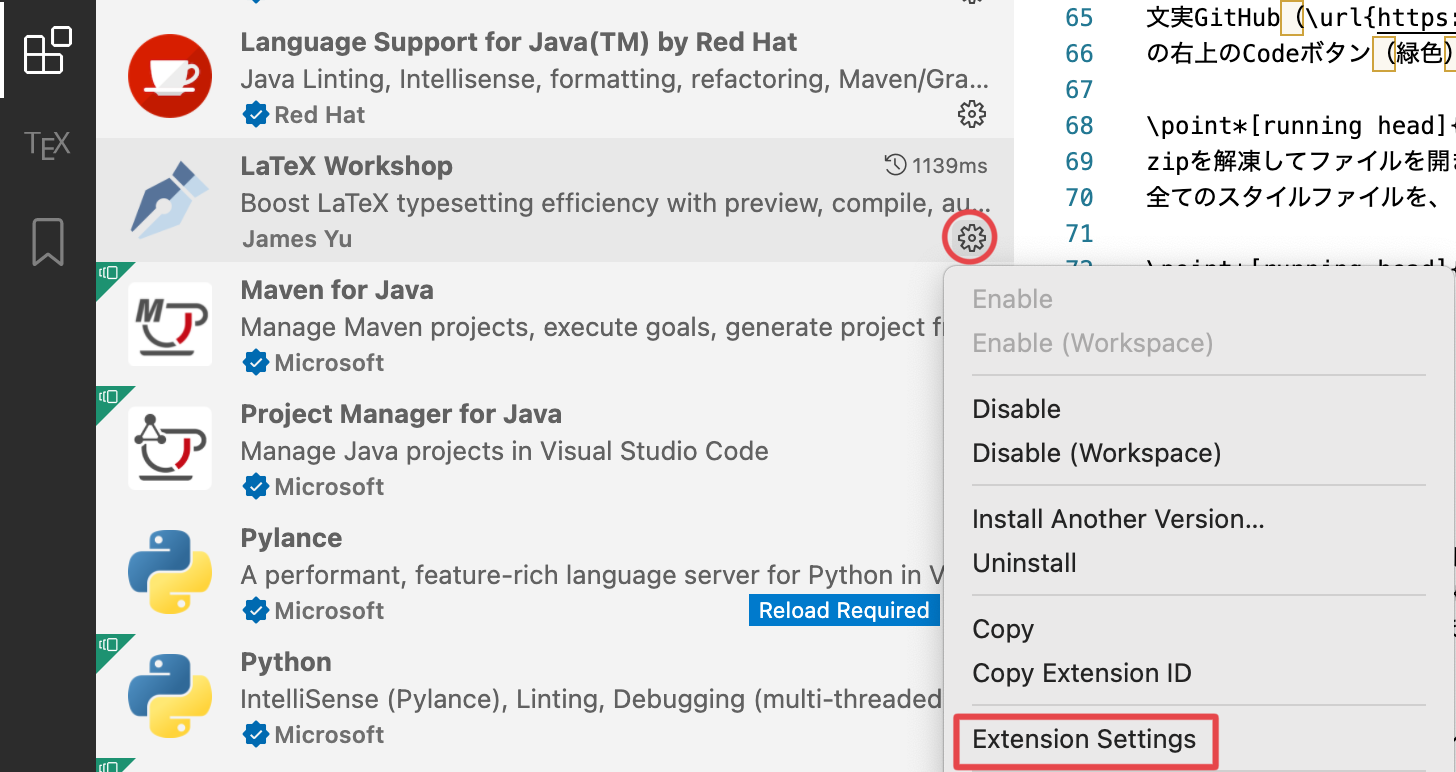 Language Support for Java(TM) by Red Hat
Java Linting, Intellisense, formatting, refactoring, Maven/Gra...
Red Hat
TEX
LaTeX Workshop
1139ms
Boost LaTeX typesetting efficiency with preview, compile, au...
James Yu
Maven for Java
Manage Maven projects, execute goals, generate project
Microsoft
Project Manager for Java
Manage Java projects in Visual Studio Code
Microsoft
Pylance
A performant, feature-rich language server for Python in V
Microsoft
Reload Required
Python
IntelliSense (Pylance), Linting, Debugging (multi-threaded
Microsoft
65 文実GitHub（\url{https:
66 の右上のCodeボタン（緑色）
67
68 \point*[running head]{
69 zipを解凍してファイルを開
70 全てのスタイルファイルを、
71
Enable
Enable (Workspace)
Disable
Disable (Workspace)
Install Another Version...
Uninstall
Copy
Copy Extension ID
Extension Settings